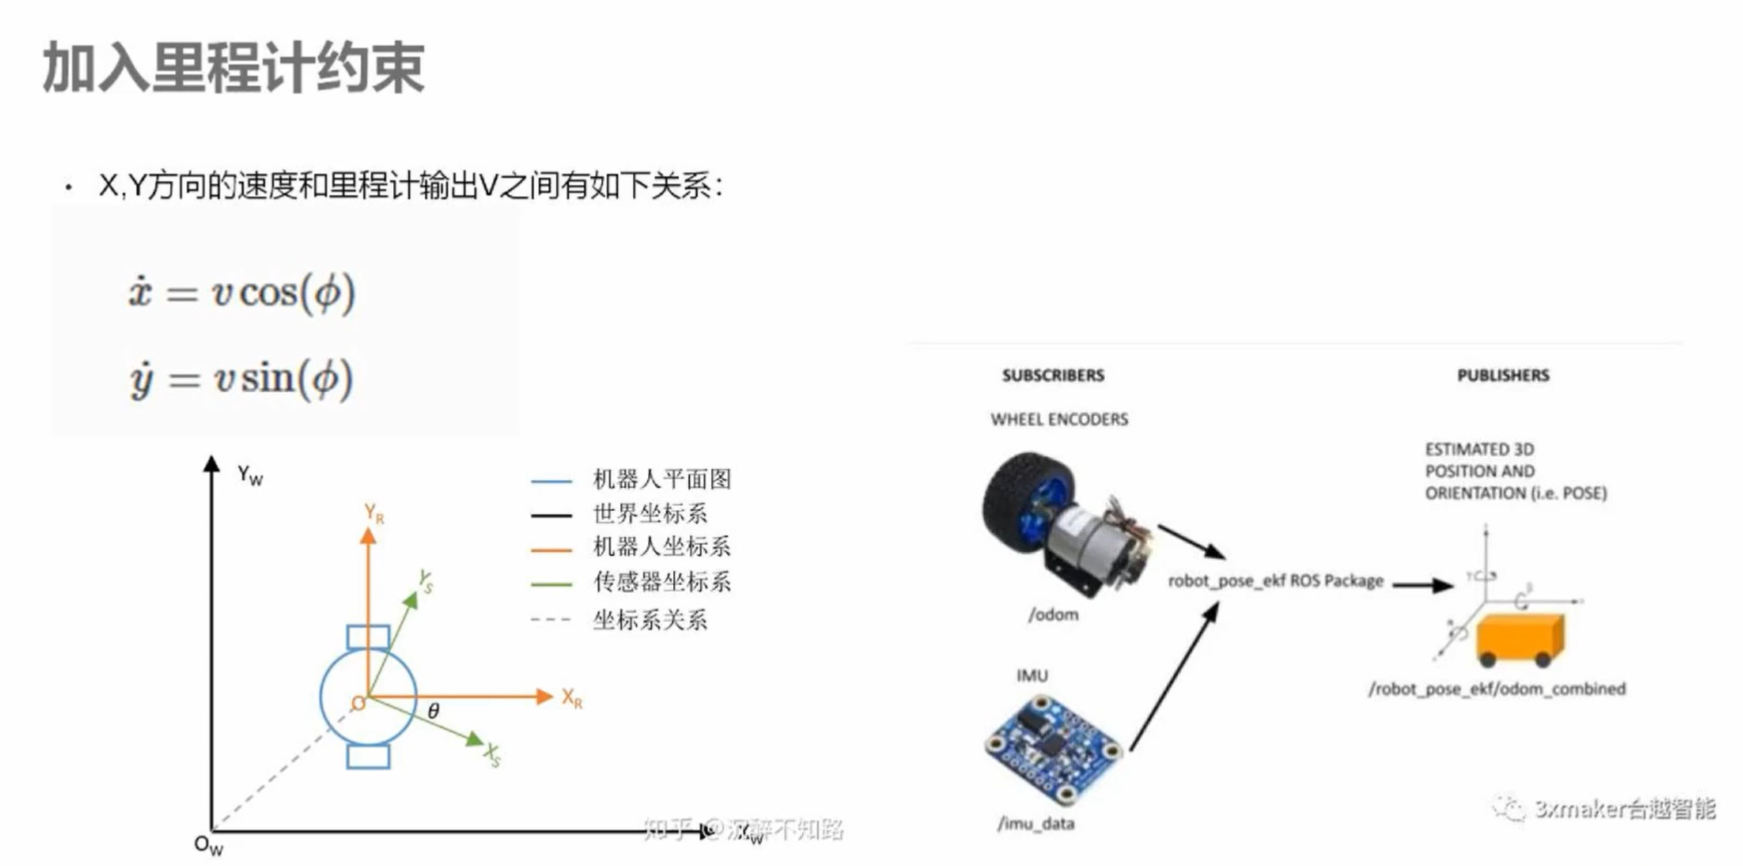 加入里程计约束
• X,Y方向的速度和里程计输出V之间有如下关系：
ẋ = v cos(ϕ)
ẏ = v sin(ϕ)
Y_W
Y_R
Y_S
O
θ
X_R
X_S
O_W
X_W
机器人平面图
世界坐标系
机器人坐标系
传感器坐标系
坐标系关系
知乎 @沉醉不知路
SUBSCRIBERS
WHEEL ENCODERS
/odom
IMU
/imu_data
robot_pose_ekf ROS Package
PUBLISHERS
ESTIMATED 3D
POSITION AND
ORIENTATION (i.e. POSE)
/robot_pose_ekf/odom_combined
3xmaker台越智能